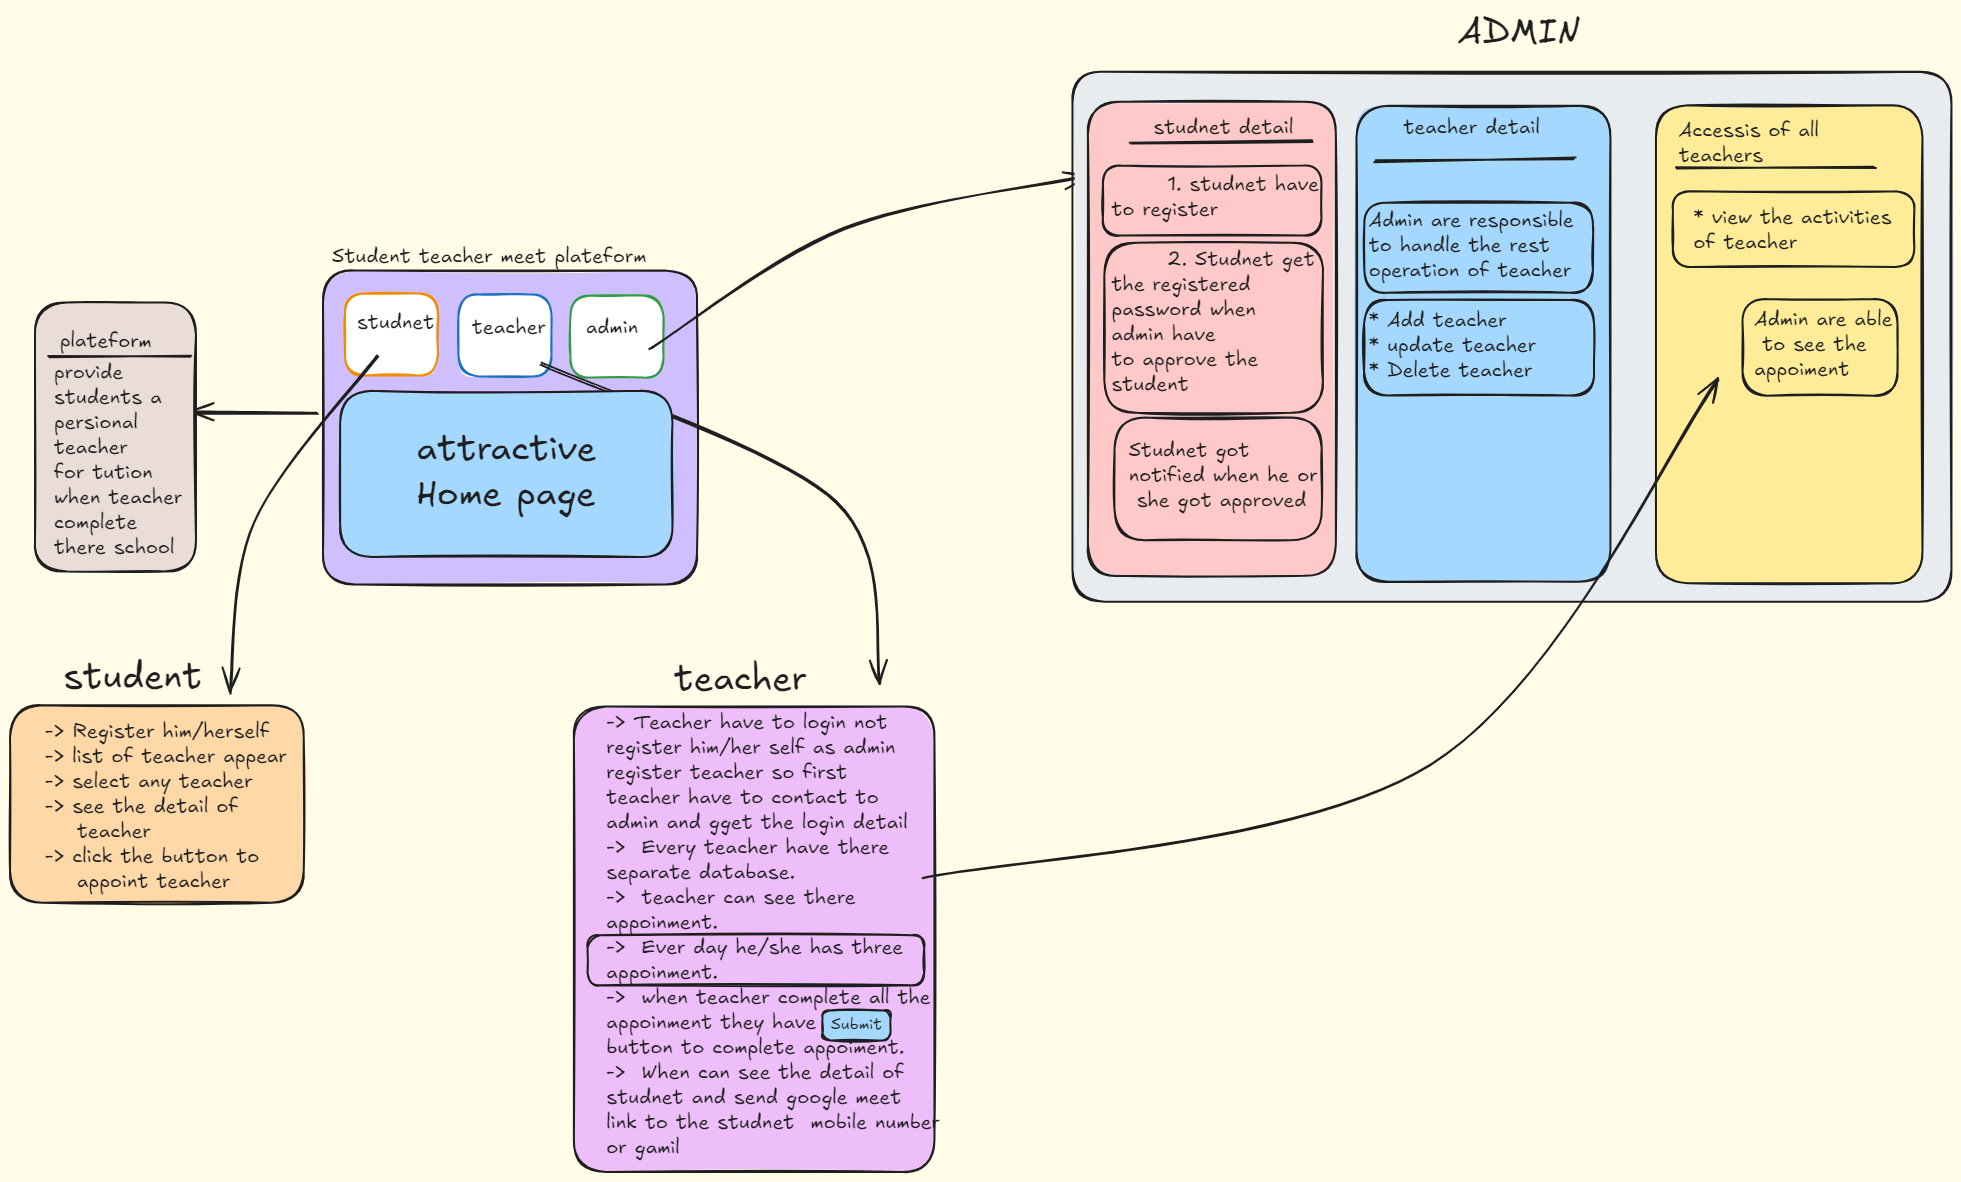 ADMIN
studnet detail
1. studnet have
to register
2. Studnet get
the registered
password when
admin have
to approve the
student
Studnet got
notified when he or
she got approved
teacher detail
Admin are responsible
to handle the rest
operation of teacher
* Add teacher
* update teacher
* Delete teacher
Accessis of all
teachers
* view the activities
of teacher
Admin are able
to see the
appoiment
Student teacher meet plateform
studnet
teacher
admin
attractive
Home page
plateform
provide
students a
persional
teacher
for tution
when teacher
complete
there school
student
-> Register him/herself
-> list of teacher appear
-> select any teacher
-> see the detail of
teacher
-> click the button to
appoint teacher
teacher
-> Teacher have to login not
register him/her self as admin
register teacher so first
teacher have to contact to
admin and gget the login detail
-> Every teacher have there
separate database.
-> teacher can see there
appoinment.
-> Ever day he/she has three
appoinment.
-> when teacher complete all the
appoinment they have Submit
button to complete appoiment.
-> When can see the detail of
studnet and send google meet
link to the studnet mobile number
or gamil